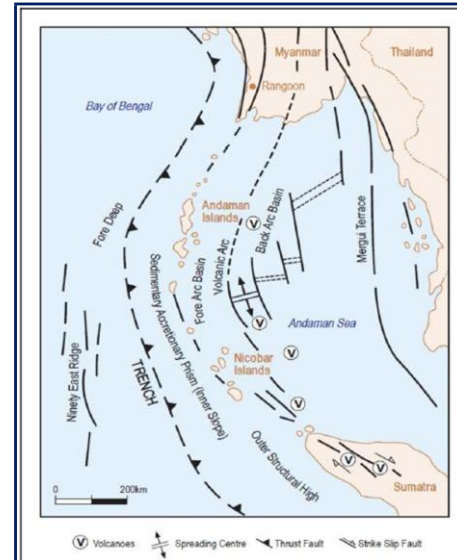 Myanmar
Thailand
Rangoon
Bay of Bengal
Andaman
Islands
V
Back Arc Basin
Mergui Terrace
Fore Deep
Fore Arc Basin
Volcanic Arc
Sedimentary Accretionary Prism (Inner Slope)
Andaman Sea
V
V
Nicobar
Islands
Ninety East Ridge
TRENCH
V
Outer Structural High
V
V
Sumatra
0 200km
V Volcanoes Spreading Centre Thrust Fault Strike Slip Fault